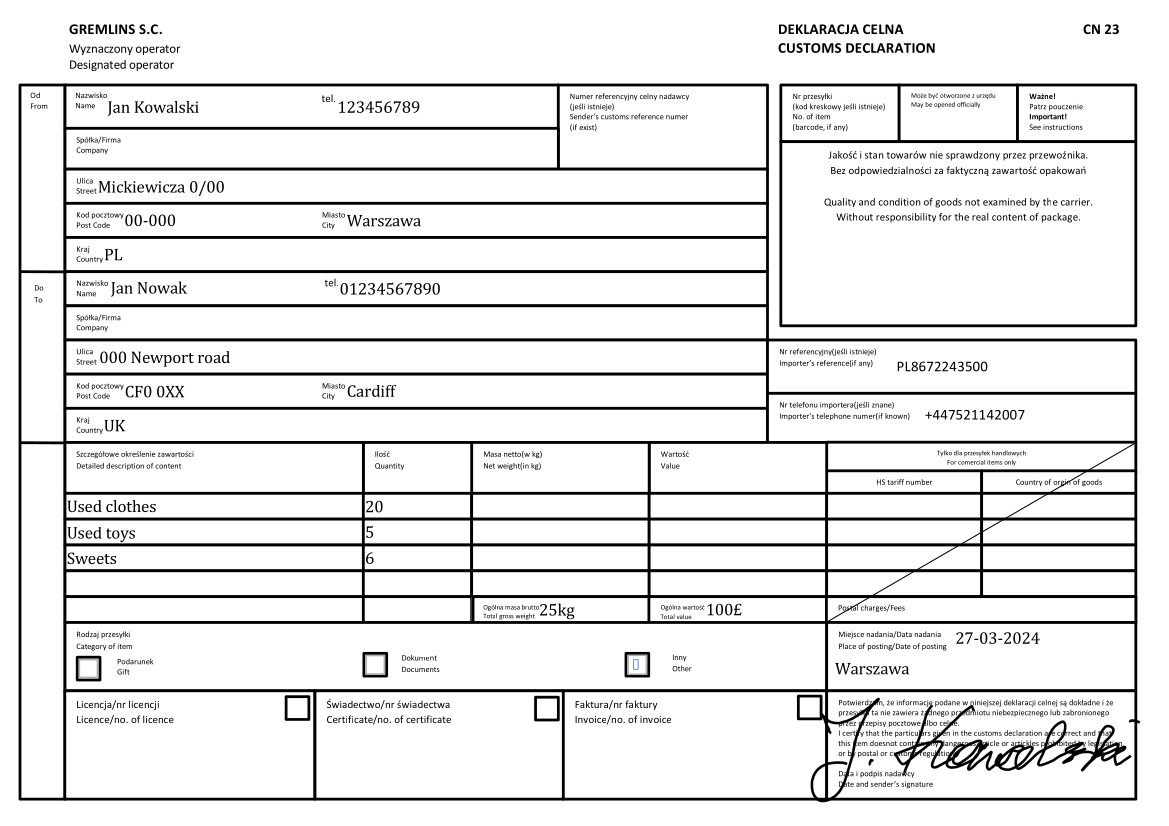 GREMLINS S.C.
Wyznaczony operator
Designated operator
DEKLARACJA CELNA
CUSTOMS DECLARATION
CN 23
Od
From
Nazwisko
Name Jan Kowalski
tel. 123456789
Spółka/Firma
Company
Numer referencyjny celny nadawcy
(jeśli istnieje)
Sender's customs reference numer
(if exist)
Ulica
Street Mickiewicza 0/00
Kod pocztowy
Post Code 00-000
Miasto
City Warszawa
Kraj
Country PL
Nr przesyłki
(kod kreskowy jeśli istnieje)
No. of item
(barcode, if any)
Może być otworzone z urzędu
May be opened officially
Ważne!
Patrz pouczenie
Important!
See instructions
Jakość i stan towarów nie sprawdzony przez przewoźnika.
Bez odpowiedzialności za faktyczną zawartość opakowań
Quality and condition of goods not examined by the carrier.
Without responsibility for the real content of package.
Do
To
Nazwisko
Name Jan Nowak
tel. 01234567890
Spółka/Firma
Company
Ulica
Street 000 Newport road
Kod pocztowy
Post Code CF0 0XX
Miasto
City Cardiff
Kraj
Country UK
Nr referencyjny(jeśli istnieje)
Importer's reference(if any) PL8672243500
Nr telefonu importera(jeśli znane)
Importer's telephone numer(if known) +447521142007
Szczegółowe określenie zawartości
Detailed description of content
Ilość
Quantity
Masa netto(w kg)
Net weight(in kg)
Wartość
Value
Tylko dla przesyłek handlowych
For comercial items only
HS tariff number
Country of orgin of goods
Used clothes 20
Used toys 5
Sweets 6
Ogólna masa brutto
Total gross weight 25kg
Ogólna wartość
Total value 100£
Postal charges/Fees
Rodzaj przesyłki
Category of item
Podarunek
Gift
Dokument
Documents
Inny
Other
Miejsce nadania/Data nadania
Place of posting/Date of posting 27-03-2024
Warszawa
Licencja/nr licencji
Licence/no. of licence
Świadectwo/nr świadectwa
Certificate/no. of certificate
Faktura/nr faktury
Invoice/no. of invoice
Potwierdzam, że informacje podane w piniejszej deklaracji celnej są dokładne i że
przesyłka ta nie zawiera żadnego przedmiotu niebezpiecznego lub zabronionego
przez przepisy pocztowe albo celne.
I certify that the particulars given in the customs declaration are correct and that
this item doesnot contain any dangerous article or artickles prohibited by legislation
or by postal or customs regulations
Data i podpis nadawcy
Date and sender's signature
J. Kowalski